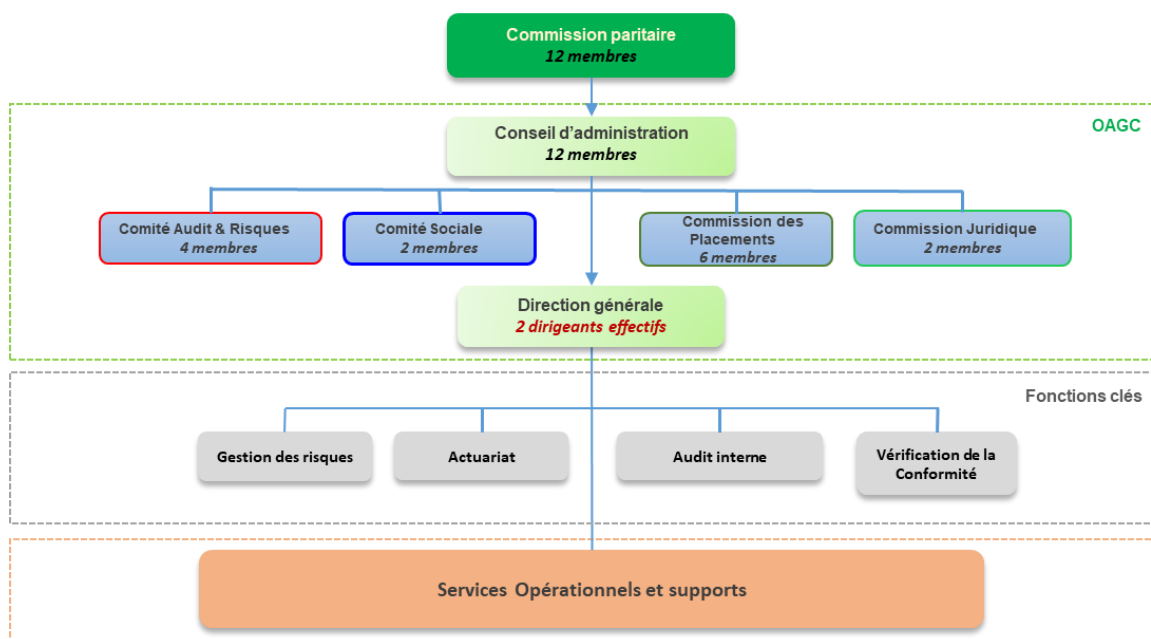 Commission paritaire
12 membres
OAGC
Conseil d'administration
12 membres
Comité Audit & Risques
4 membres
Comité Sociale
2 membres
Commission des
Placements
6 membres
Commission Juridique
2 membres
Direction générale
2 dirigeants effectifs
Fonctions clés
Gestion des risques
Actuariat
Audit interne
Vérification de la
Conformité
Services Opérationnels et supports